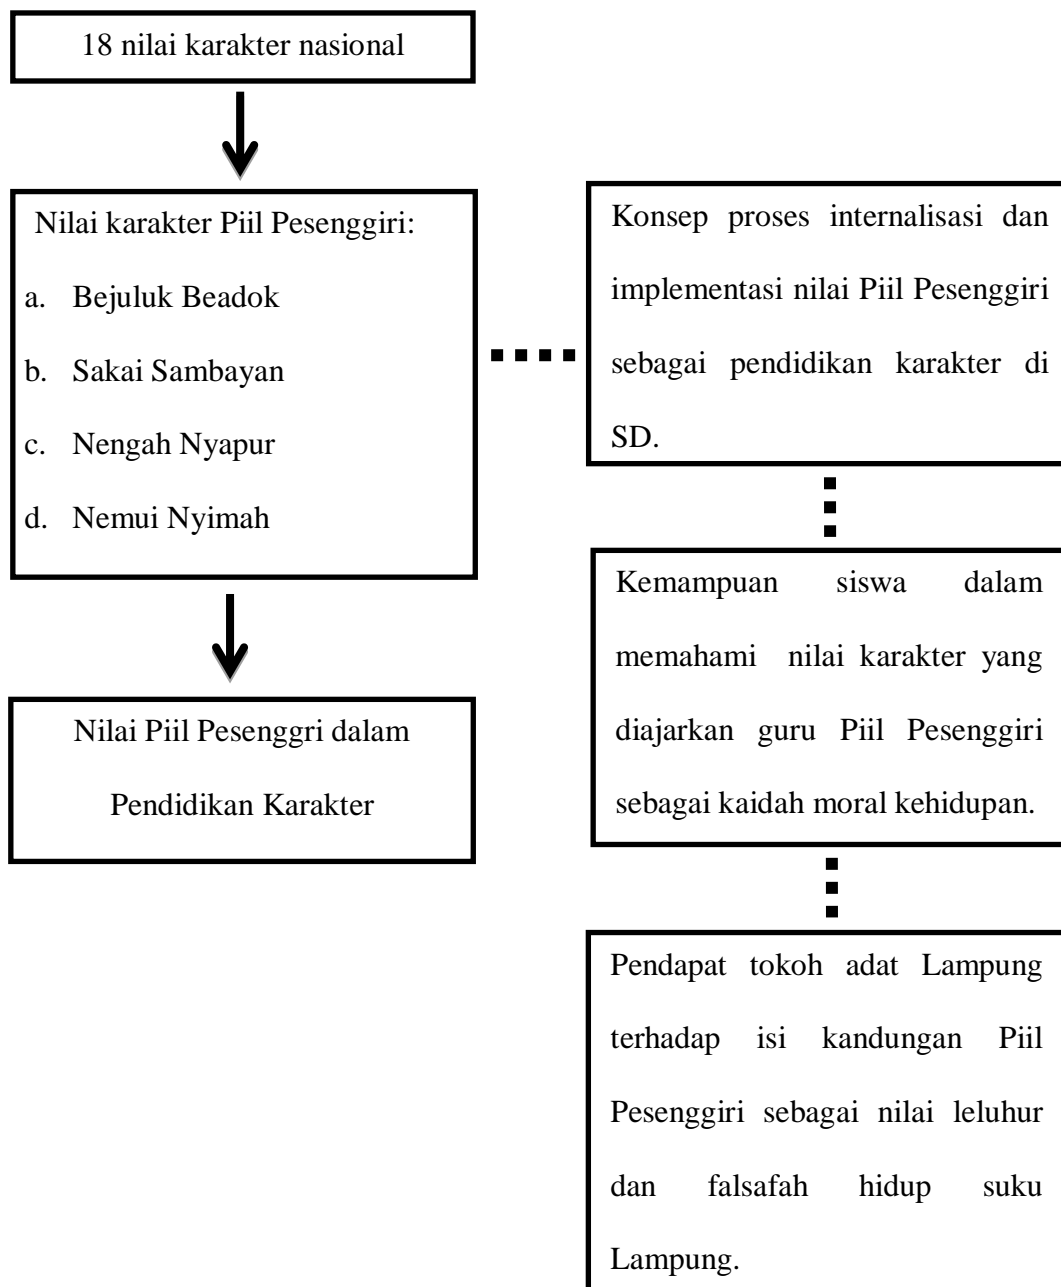 18 nilai karakter nasional
Nilai karakter Piil Pesenggiri:
a. Bejuluk Beadok
b. Sakai Sambayan
c. Nengah Nyapur
d. Nemui Nyimah
Nilai Piil Pesenggri dalam
Pendidikan Karakter
Konsep proses internalisasi dan
implementasi nilai Piil Pesenggiri
sebagai pendidikan karakter di
SD.
Kemampuan siswa dalam
memahami nilai karakter yang
diajarkan guru Piil Pesenggiri
sebagai kaidah moral kehidupan.
Pendapat tokoh adat Lampung
terhadap isi kandungan Piil
Pesenggiri sebagai nilai leluhur
dan falsafah hidup suku
Lampung.